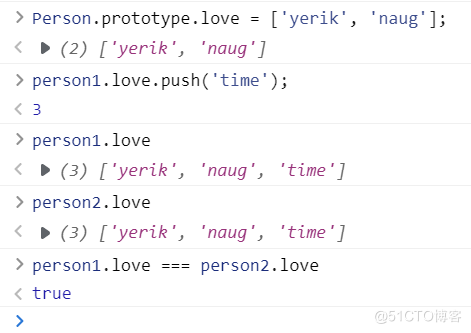 Person.prototype.love = ['yerik', 'naug'];
(2) ['yerik', 'naug']
person1.love.push('time');
3
person1.love
(3) ['yerik', 'naug', 'time']
person2.love
(3) ['yerik', 'naug', 'time']
person1.love === person2.love
true
@51CTO博客